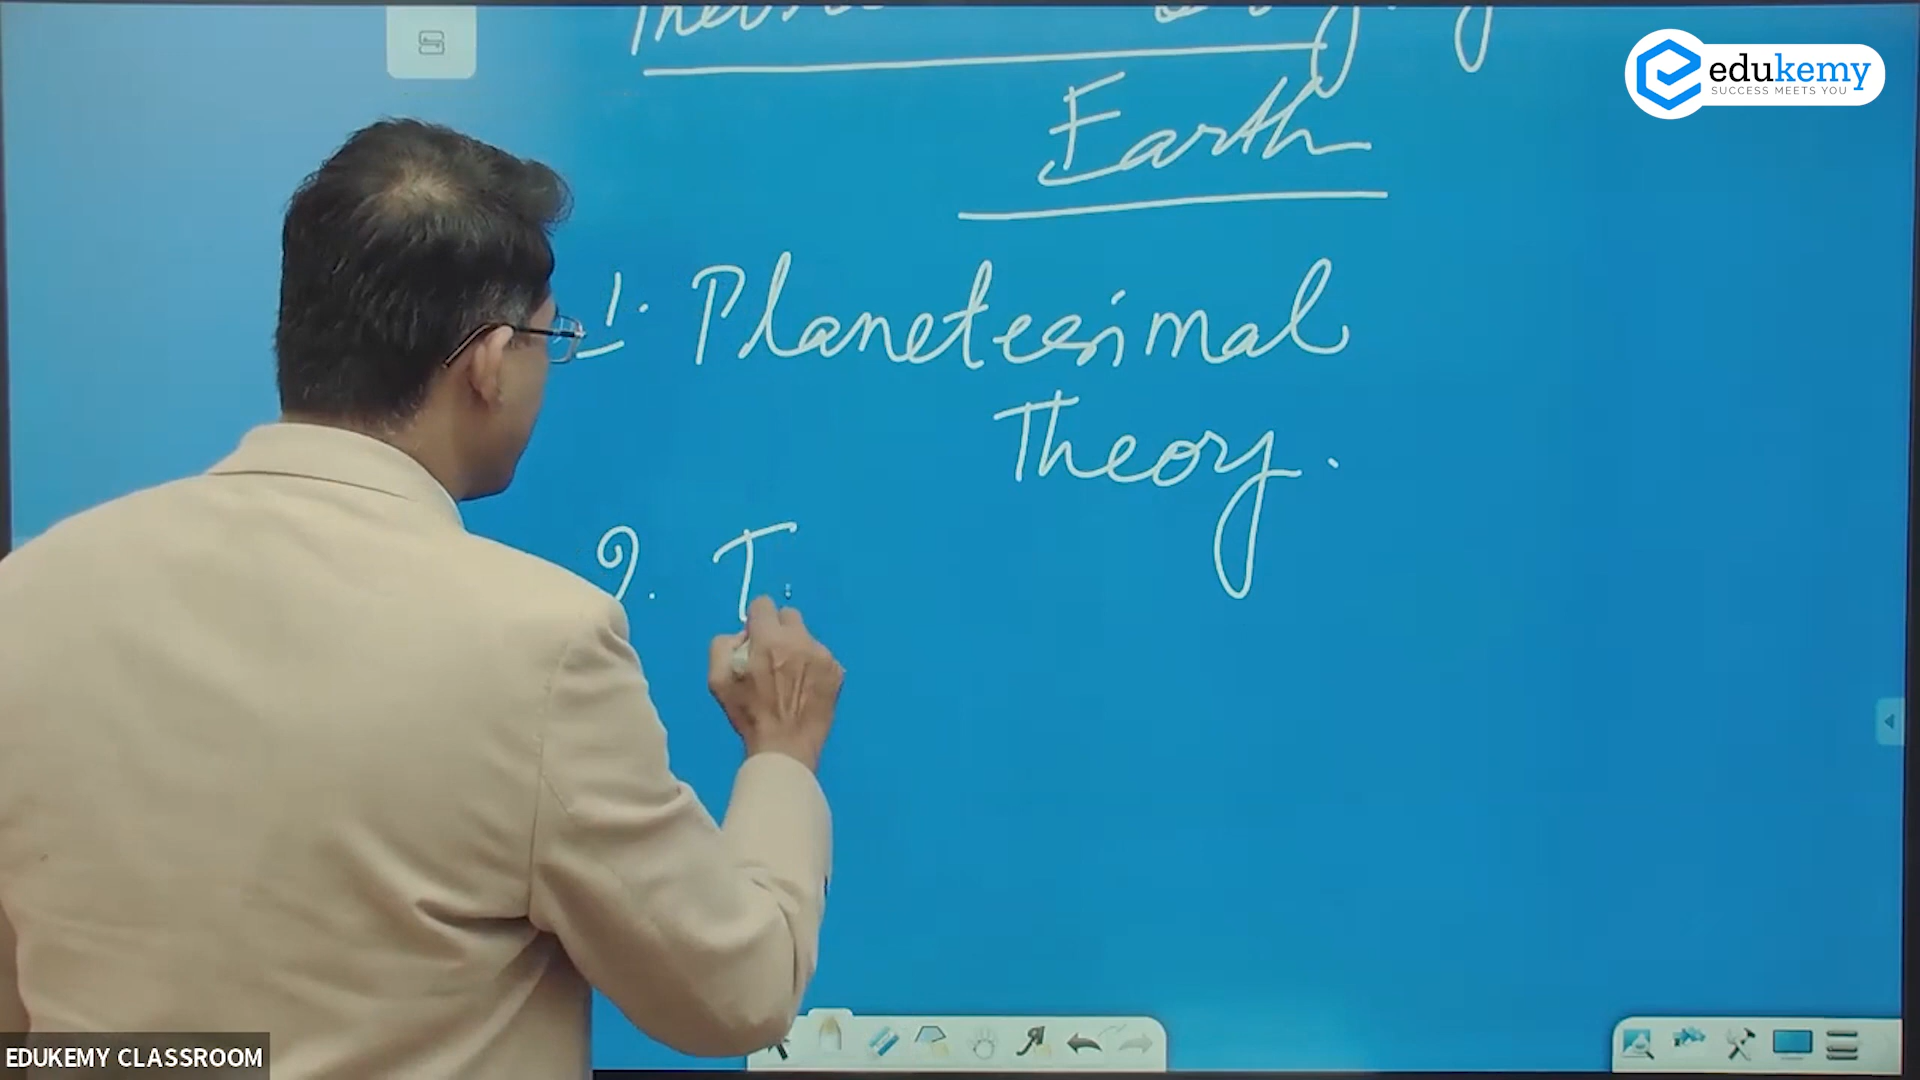 edukemy
SUCCESS MEETS YOU
Earth
1. Planetesimal
Theory.
2. T
EDUKEMY CLASSROOM